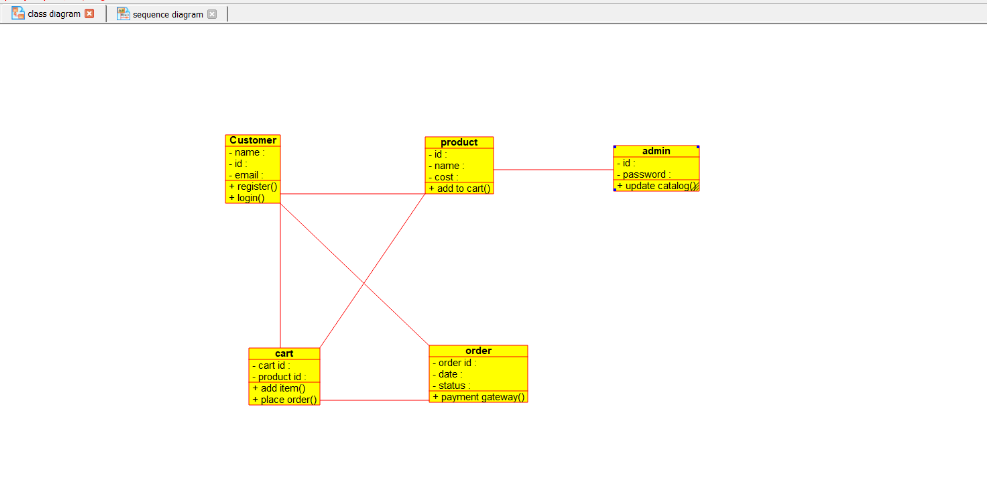 class diagram
sequence diagram
Customer
- name :
- id :
- email :
+ register()
+ login()
product
- id :
- name :
- cost :
+ add to cart()
admin
- id :
- password :
+ update catalog()
cart
- cart id :
- product id :
+ add item()
+ place order()
order
- order id :
- date :
- status :
+ payment gateway()